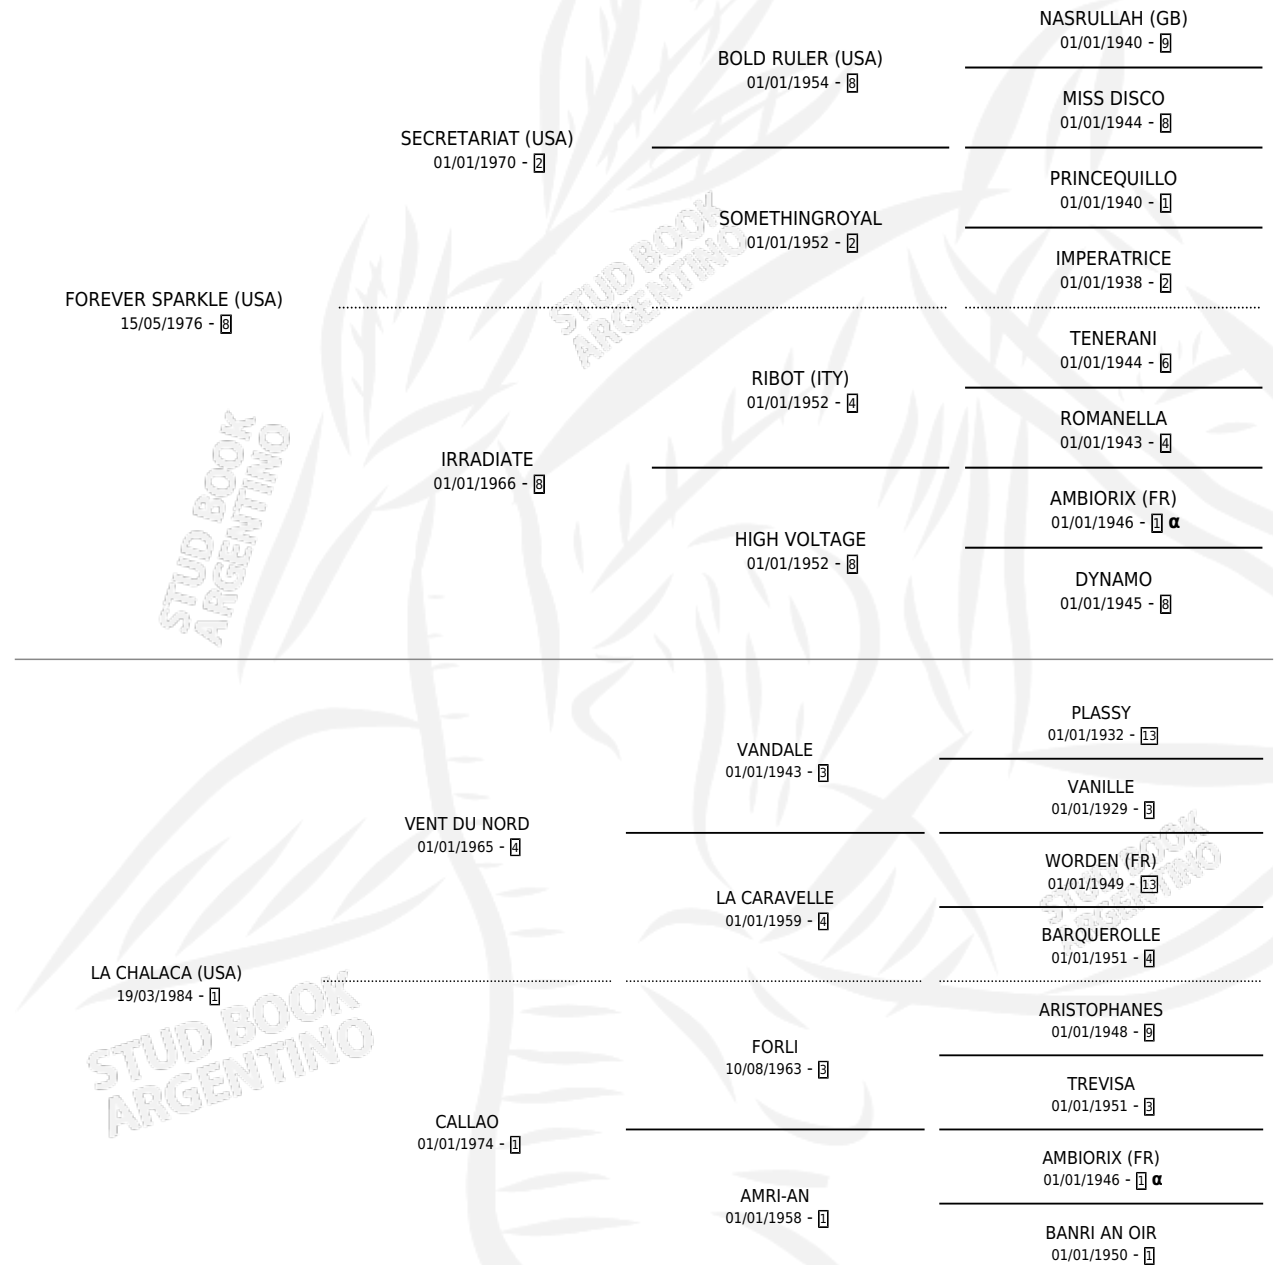 NASRULLAH (GB)
01/01/1940 - 9
BOLD RULER (USA)
01/01/1954 - 8
MISS DISCO
01/01/1944 - 8
SECRETARIAT (USA)
01/01/1970 - 2
PRINCEQUILLO
01/01/1940 - 1
SOMETHINGROYAL
01/01/1952 - 2
IMPERATRICE
01/01/1938 - 2
FOREVER SPARKLE (USA)
15/05/1976 - 8
TENERANI
01/01/1944 - 6
RIBOT (ITY)
01/01/1952 - 4
ROMANELLA
01/01/1943 - 4
IRRADIATE
01/01/1966 - 8
AMBIORIX (FR)
01/01/1946 - 1 α
HIGH VOLTAGE
01/01/1952 - 8
DYNAMO
01/01/1945 - 8
PLASSY
01/01/1932 - 13
VANDALE
01/01/1943 - 3
VANILLE
01/01/1929 - 3
VENT DU NORD
01/01/1965 - 4
WORDEN (FR)
01/01/1949 - 13
LA CARAVELLE
01/01/1959 - 4
BARQUEROLLE
01/01/1951 - 4
LA CHALACA (USA)
19/03/1984 - 1
ARISTOPHANES
01/01/1948 - 9
FORLI
10/08/1963 - 3
TREVISA
01/01/1951 - 3
CALLAO
01/01/1974 - 1
AMBIORIX (FR)
01/01/1946 - 1 α
AMRI-AN
01/01/1958 - 1
BANRI AN OIR
01/01/1950 - 1
STUD BOOK
ARGENTINO
STUD BOOK
ARGENTINO
STUD BOOK
ARGENTINO
STUD BOOK
ARGENTINO